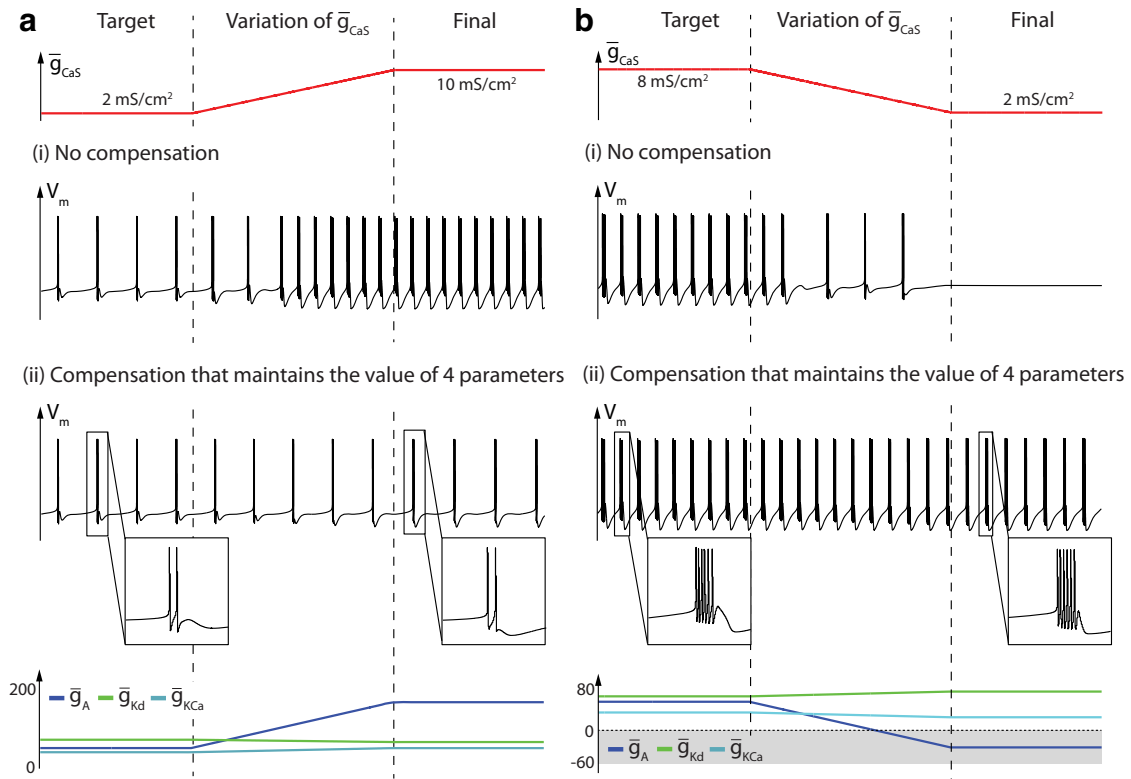 a
Target
Variation of g̅CaS
Final
g̅CaS
2 mS/cm²
10 mS/cm²
(i) No compensation
Vm
(ii) Compensation that maintains the value of 4 parameters
Vm
200
g̅A g̅Kd g̅KCa
0
b
Target
Variation of g̅CaS
Final
g̅CaS
8 mS/cm²
2 mS/cm²
(i) No compensation
Vm
(ii) Compensation that maintains the value of 4 parameters
Vm
80
0
g̅A g̅Kd g̅KCa
-60